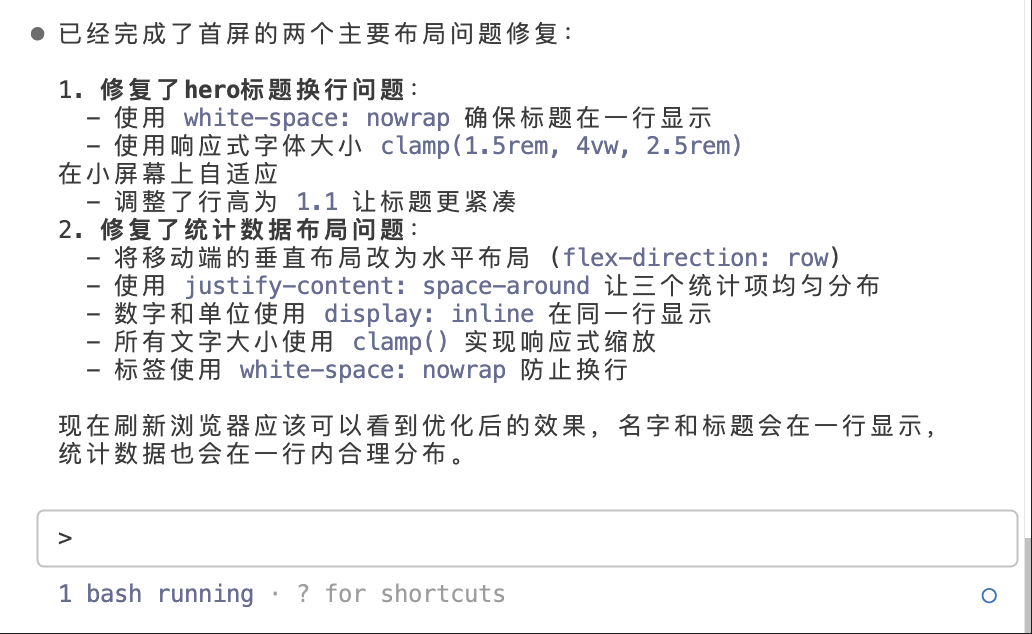 ● 已经完成了首屏的两个主要布局问题修复：
1. 修复了hero标题换行问题：
– 使用 white-space: nowrap 确保标题在一行显示
– 使用响应式字体大小 clamp(1.5rem, 4vw, 2.5rem)
在小屏幕上自适应
– 调整了行高为 1.1 让标题更紧凑
2. 修复了统计数据布局问题：
– 将移动端的垂直布局改为水平布局 (flex-direction: row)
– 使用 justify-content: space-around 让三个统计项均匀分布
– 数字和单位使用 display: inline 在同一行显示
– 所有文字大小使用 clamp() 实现响应式缩放
– 标签使用 white-space: nowrap 防止换行
现在刷新浏览器应该可以看到优化后的效果，名字和标题会在一行显示，
统计数据也会在一行内合理分布。
>
1 bash running · ? for shortcuts